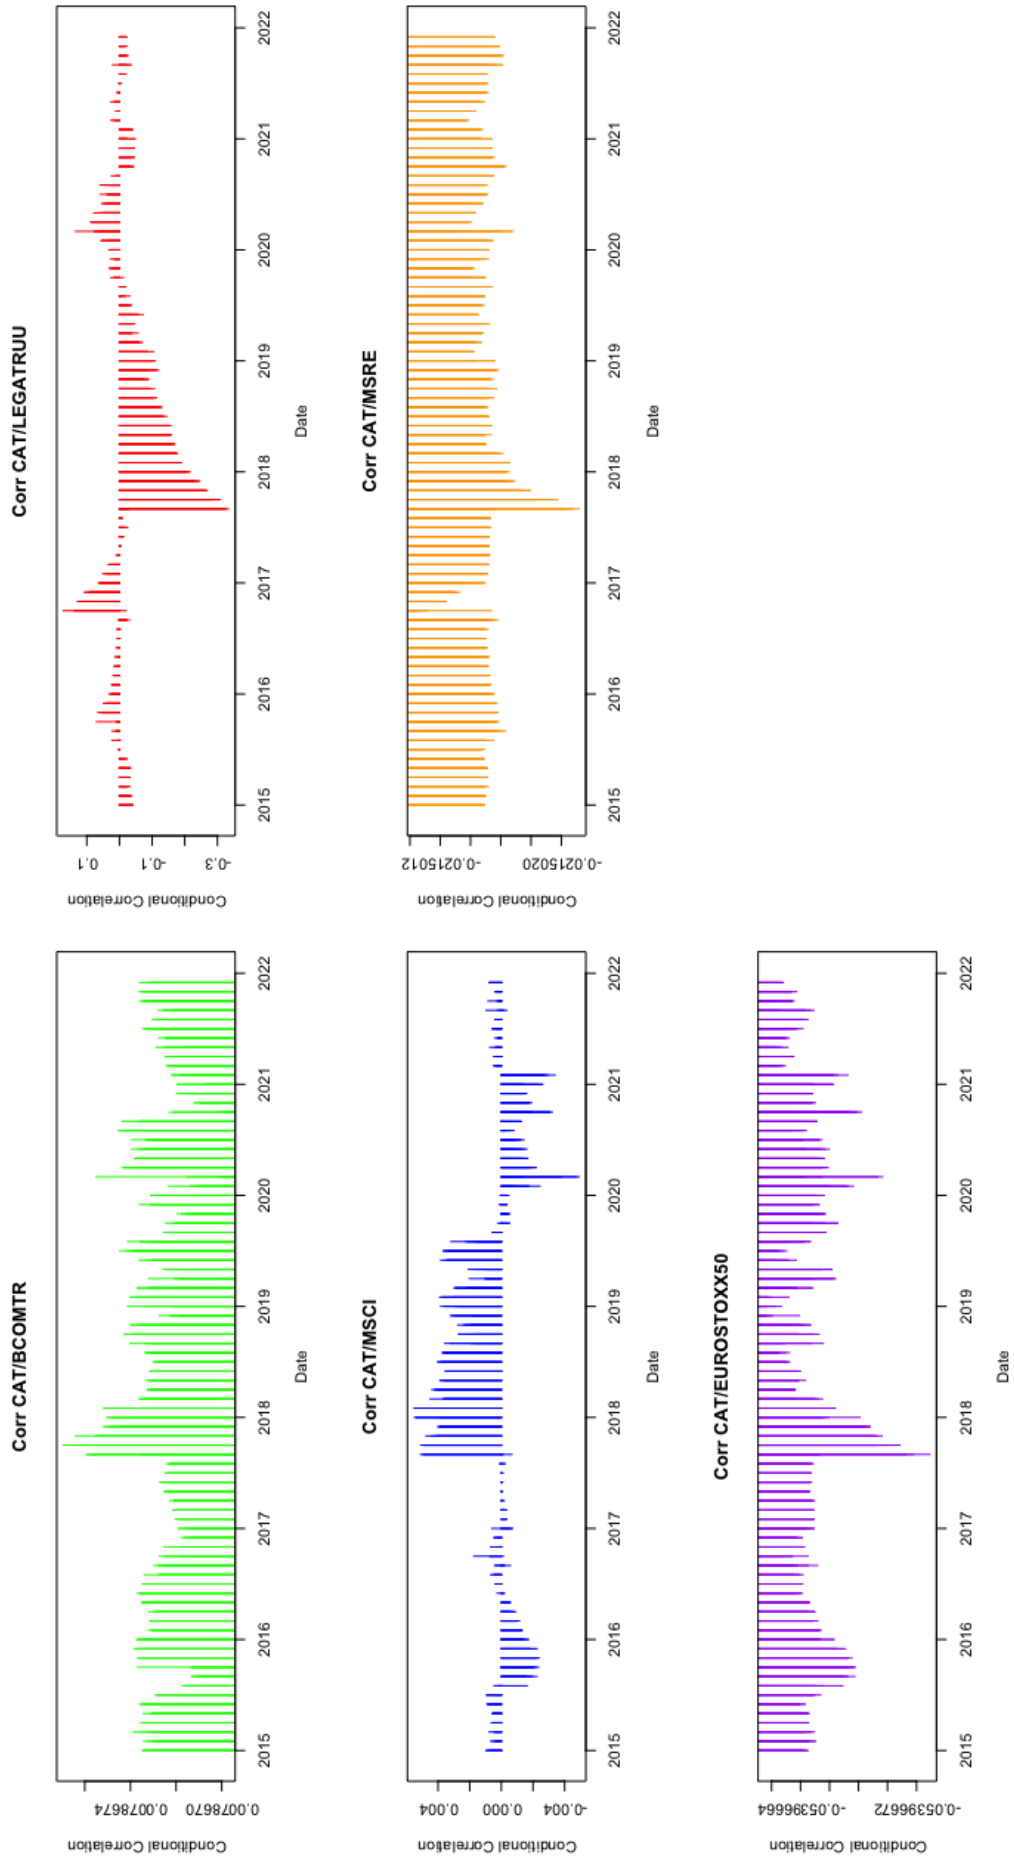 Corr CAT/BCOMTR
Conditional Correlation
0.0078674
0.0078670
2015 2016 2017 2018 2019 2020 2021 2022
Date
Corr CAT/LEGATRUU
Conditional Correlation
0.1
-0.1
-0.3
2015 2016 2017 2018 2019 2020 2021 2022
Date
Corr CAT/MSCI
Conditional Correlation
0.004
0.000
-0.004
2015 2016 2017 2018 2019 2020 2021 2022
Date
Corr CAT/MSRE
Conditional Correlation
-0.0215012
-0.0215020
2015 2016 2017 2018 2019 2020 2021 2022
Date
Corr CAT/EUROSTOXX50
Conditional Correlation
-0.05396664
-0.05396672
2015 2016 2017 2018 2019 2020 2021 2022
Date